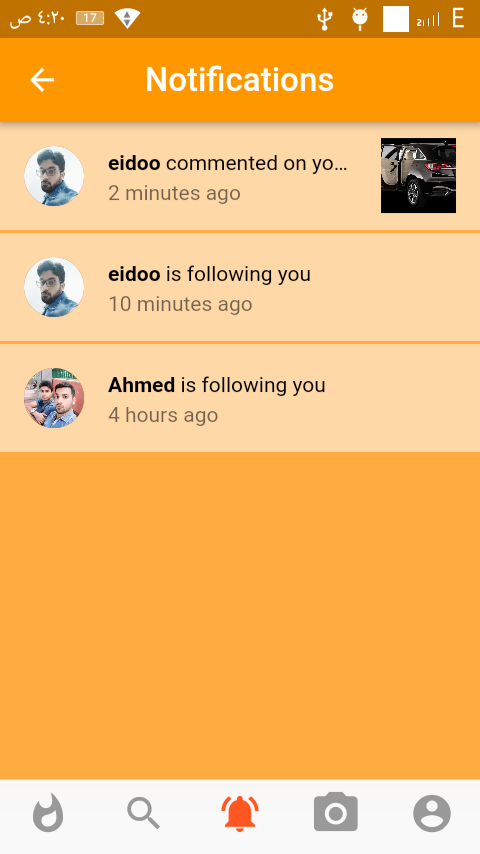 ٤:٢٠ ص
17
2
E
Notifications
eidoo commented on yo...
2 minutes ago
eidoo is following you
10 minutes ago
Ahmed is following you
4 hours ago